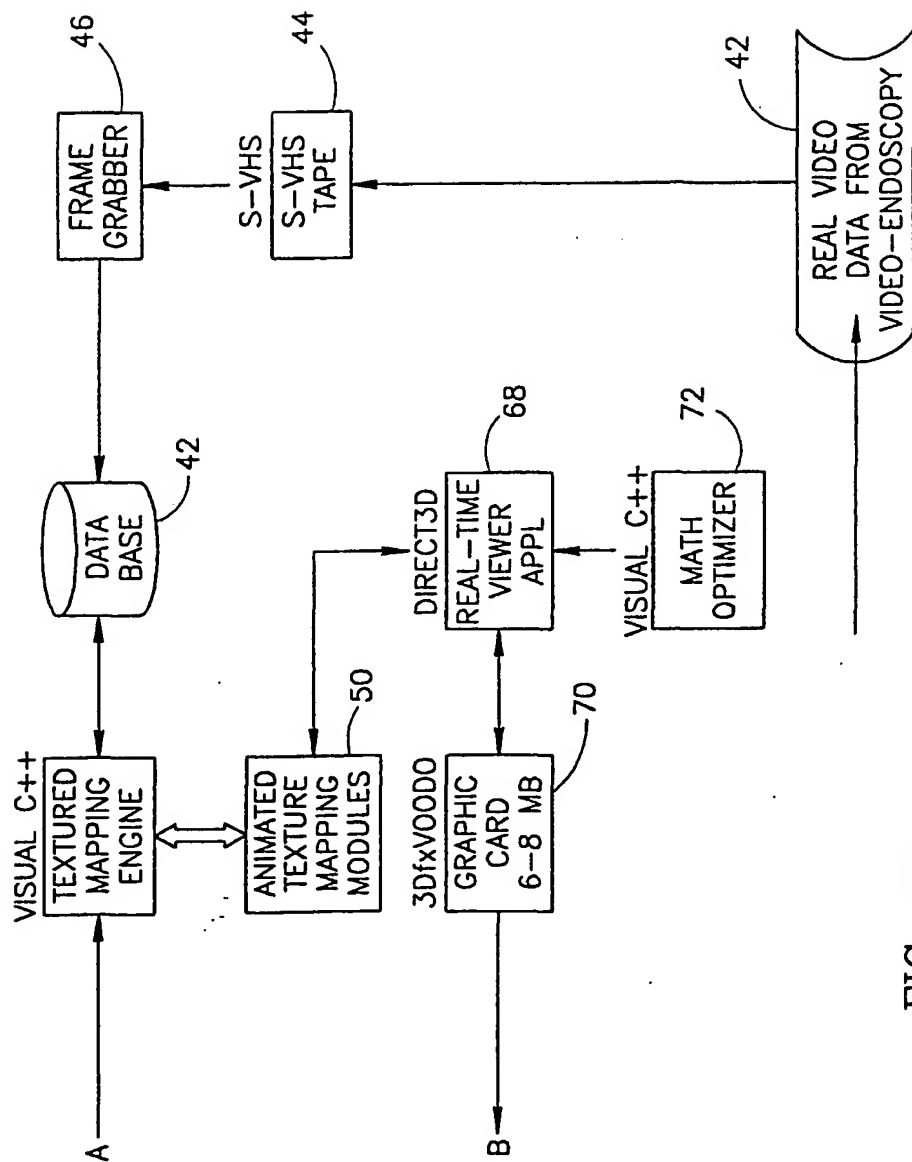 A
VISUAL C++
TEXTURED
MAPPING
ENGINE
DATA
BASE
42
FRAME
GRABBER
46
S-VHS
S-VHS
TAPE
44
ANIMATED
TEXTURE
MAPPING
MODULES
50
DIRECT3D
REAL-TIME
VIEWER
APPL
68
3DfxVOODO
GRAPHIC
CARD
6-8 MB
70
B
VISUAL C++
MATH
OPTIMIZER
72
REAL VIDEO
DATA FROM
VIDEO-ENDOSCOPY
42
FIG